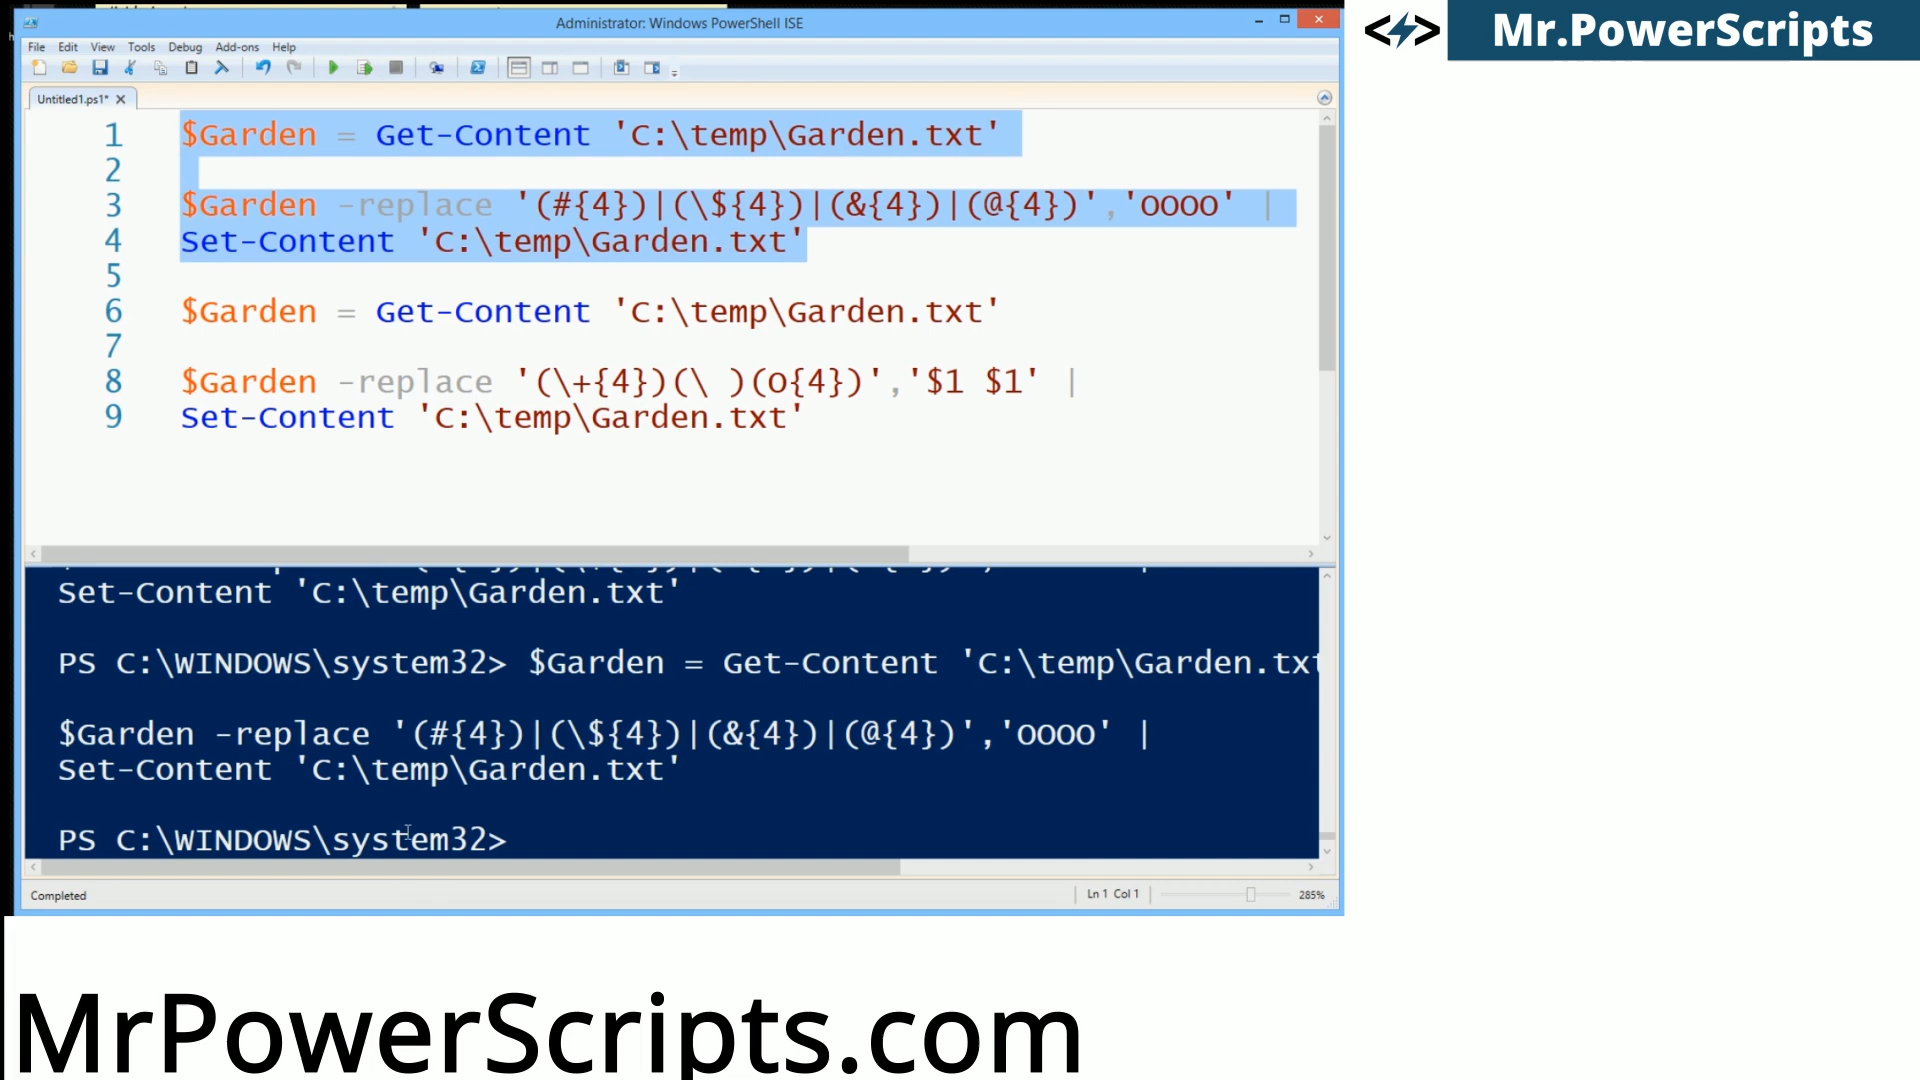 Administrator: Windows PowerShell ISE
Mr.PowerScripts
File Edit View Tools Debug Add-ons Help
Untitled1.ps1*
1 $Garden = Get-Content 'C:\temp\Garden.txt'
2
3 $Garden -replace '(#{4})|(\${4})|(&{4})|(@{4})','OOOO' |
4 Set-Content 'C:\temp\Garden.txt'
5
6 $Garden = Get-Content 'C:\temp\Garden.txt'
7
8 $Garden -replace '(\+{4})(\ )(O{4})','$1 $1' |
9 Set-Content 'C:\temp\Garden.txt'
Set-Content 'C:\temp\Garden.txt'
PS C:\WINDOWS\system32> $Garden = Get-Content 'C:\temp\Garden.txt
$Garden -replace '(#{4})|(\${4})|(&{4})|(@{4})','OOOO' |
Set-Content 'C:\temp\Garden.txt'
PS C:\WINDOWS\system32>
Completed
Ln 1 Col 1
285%
MrPowerScripts.com